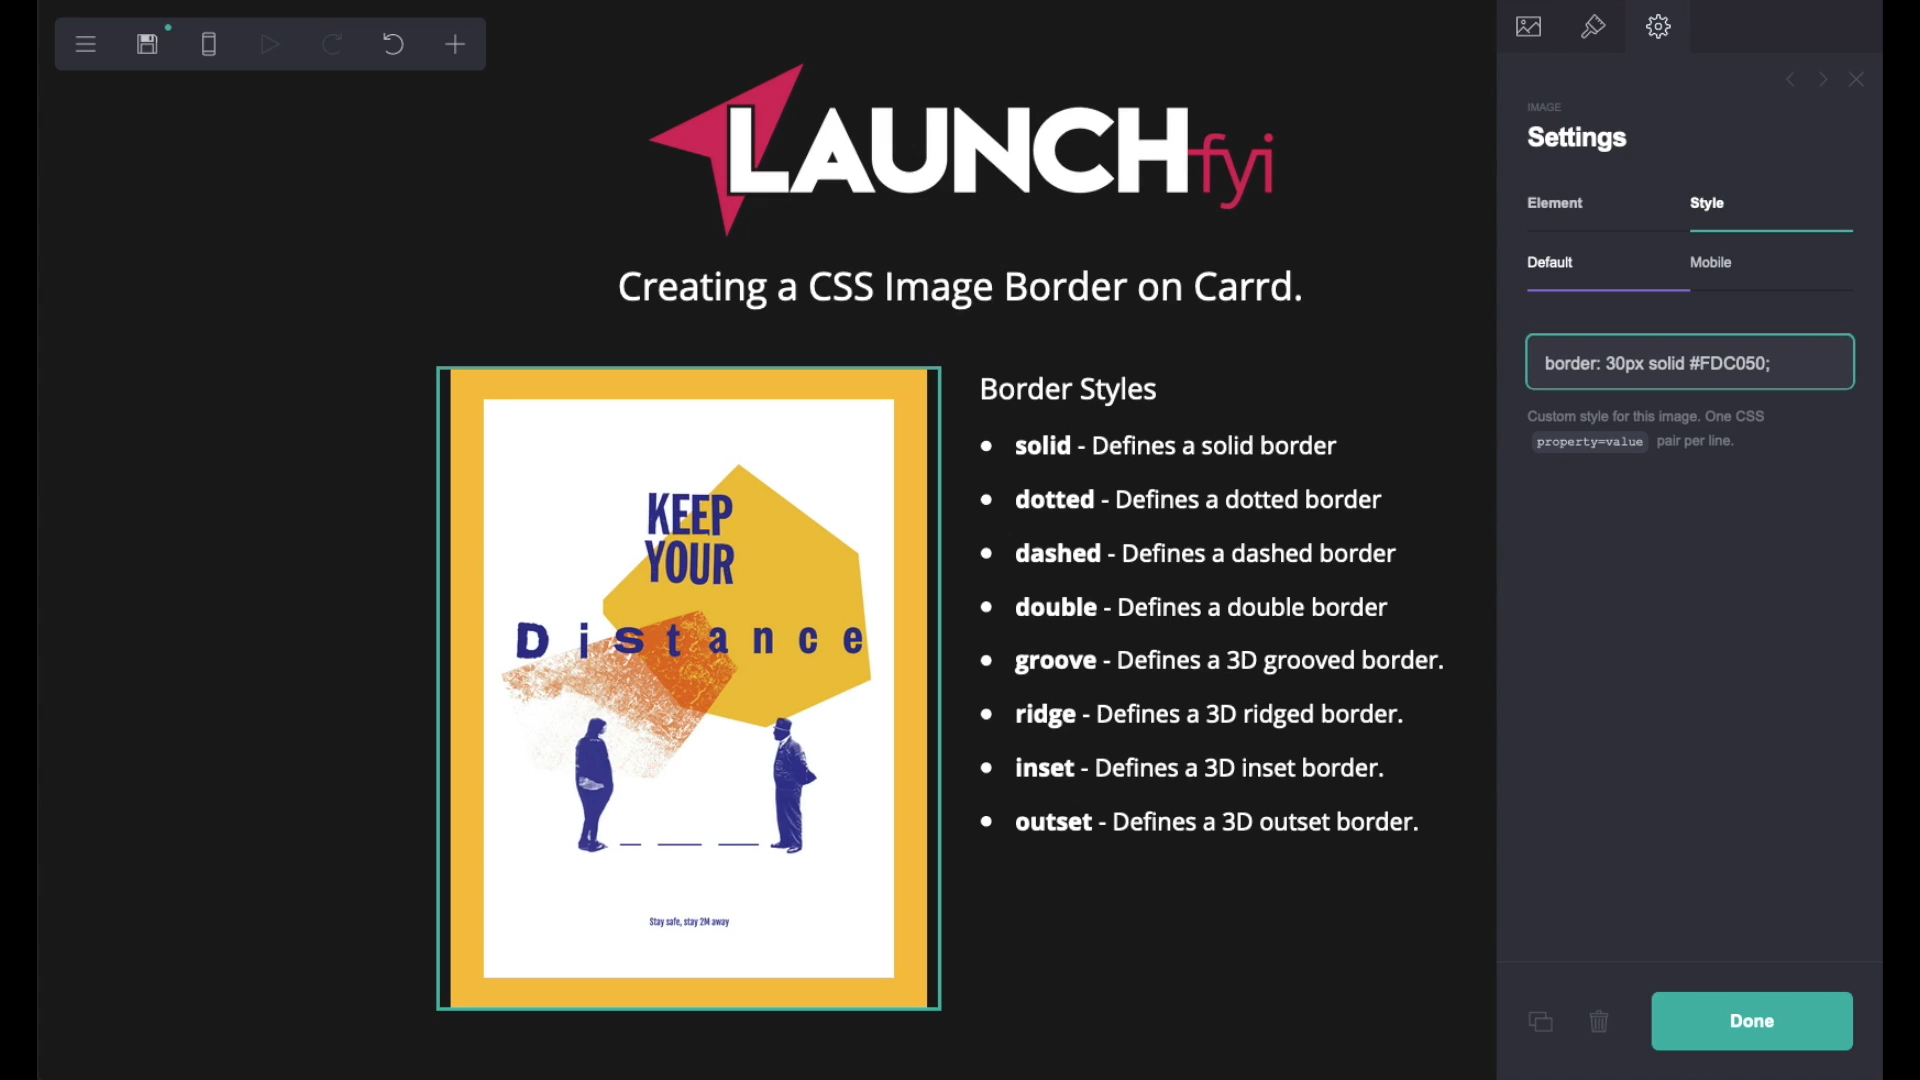 LAUNCHfyi
Creating a CSS Image Border on Carrd.
KEEP
YOUR
Distance
Stay safe, stay 2M away
Border Styles
• solid - Defines a solid border
• dotted - Defines a dotted border
• dashed - Defines a dashed border
• double - Defines a double border
• groove - Defines a 3D grooved border.
• ridge - Defines a 3D ridged border.
• inset - Defines a 3D inset border.
• outset - Defines a 3D outset border.
IMAGE
Settings
Element Style
Default Mobile
border: 30px solid #FDC050;
Custom style for this image. One CSS
property=value pair per line.
Done